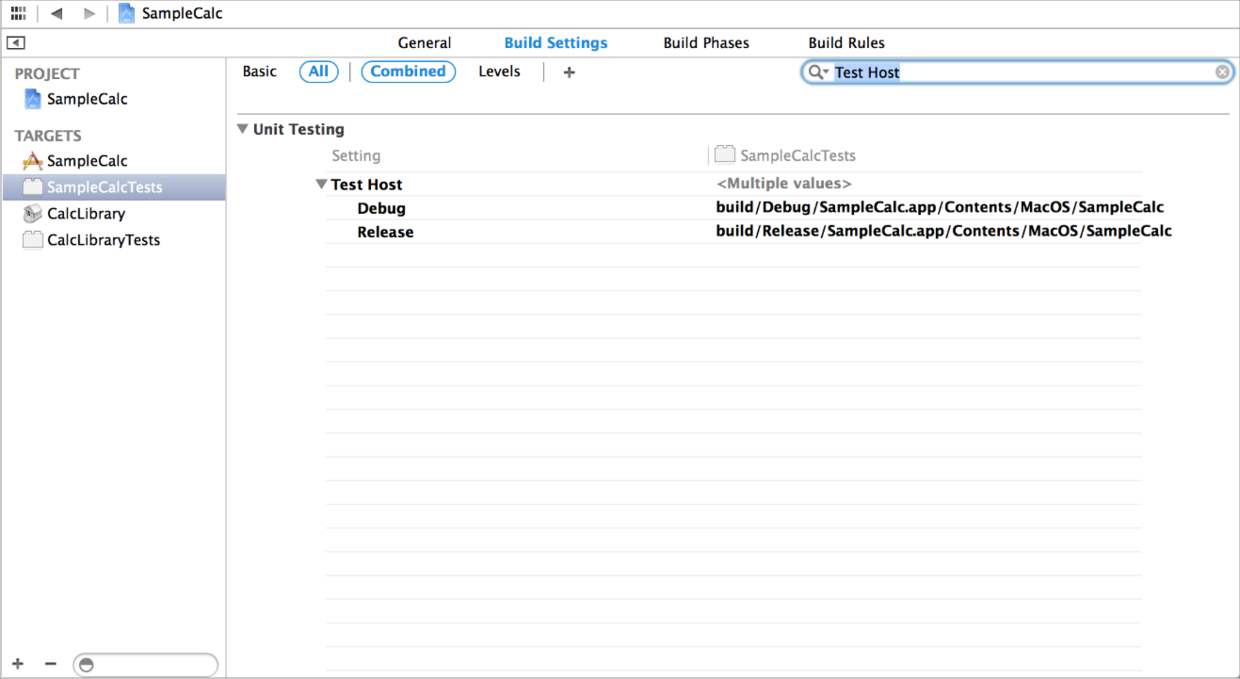 SampleCalc
General Build Settings Build Phases Build Rules
PROJECT
SampleCalc
TARGETS
SampleCalc
SampleCalcTests
CalcLibrary
CalcLibraryTests
Basic All Combined Levels + Test Host
Unit Testing
Setting SampleCalcTests
Test Host <Multiple values>
Debug build/Debug/SampleCalc.app/Contents/MacOS/SampleCalc
Release build/Release/SampleCalc.app/Contents/MacOS/SampleCalc
+ −